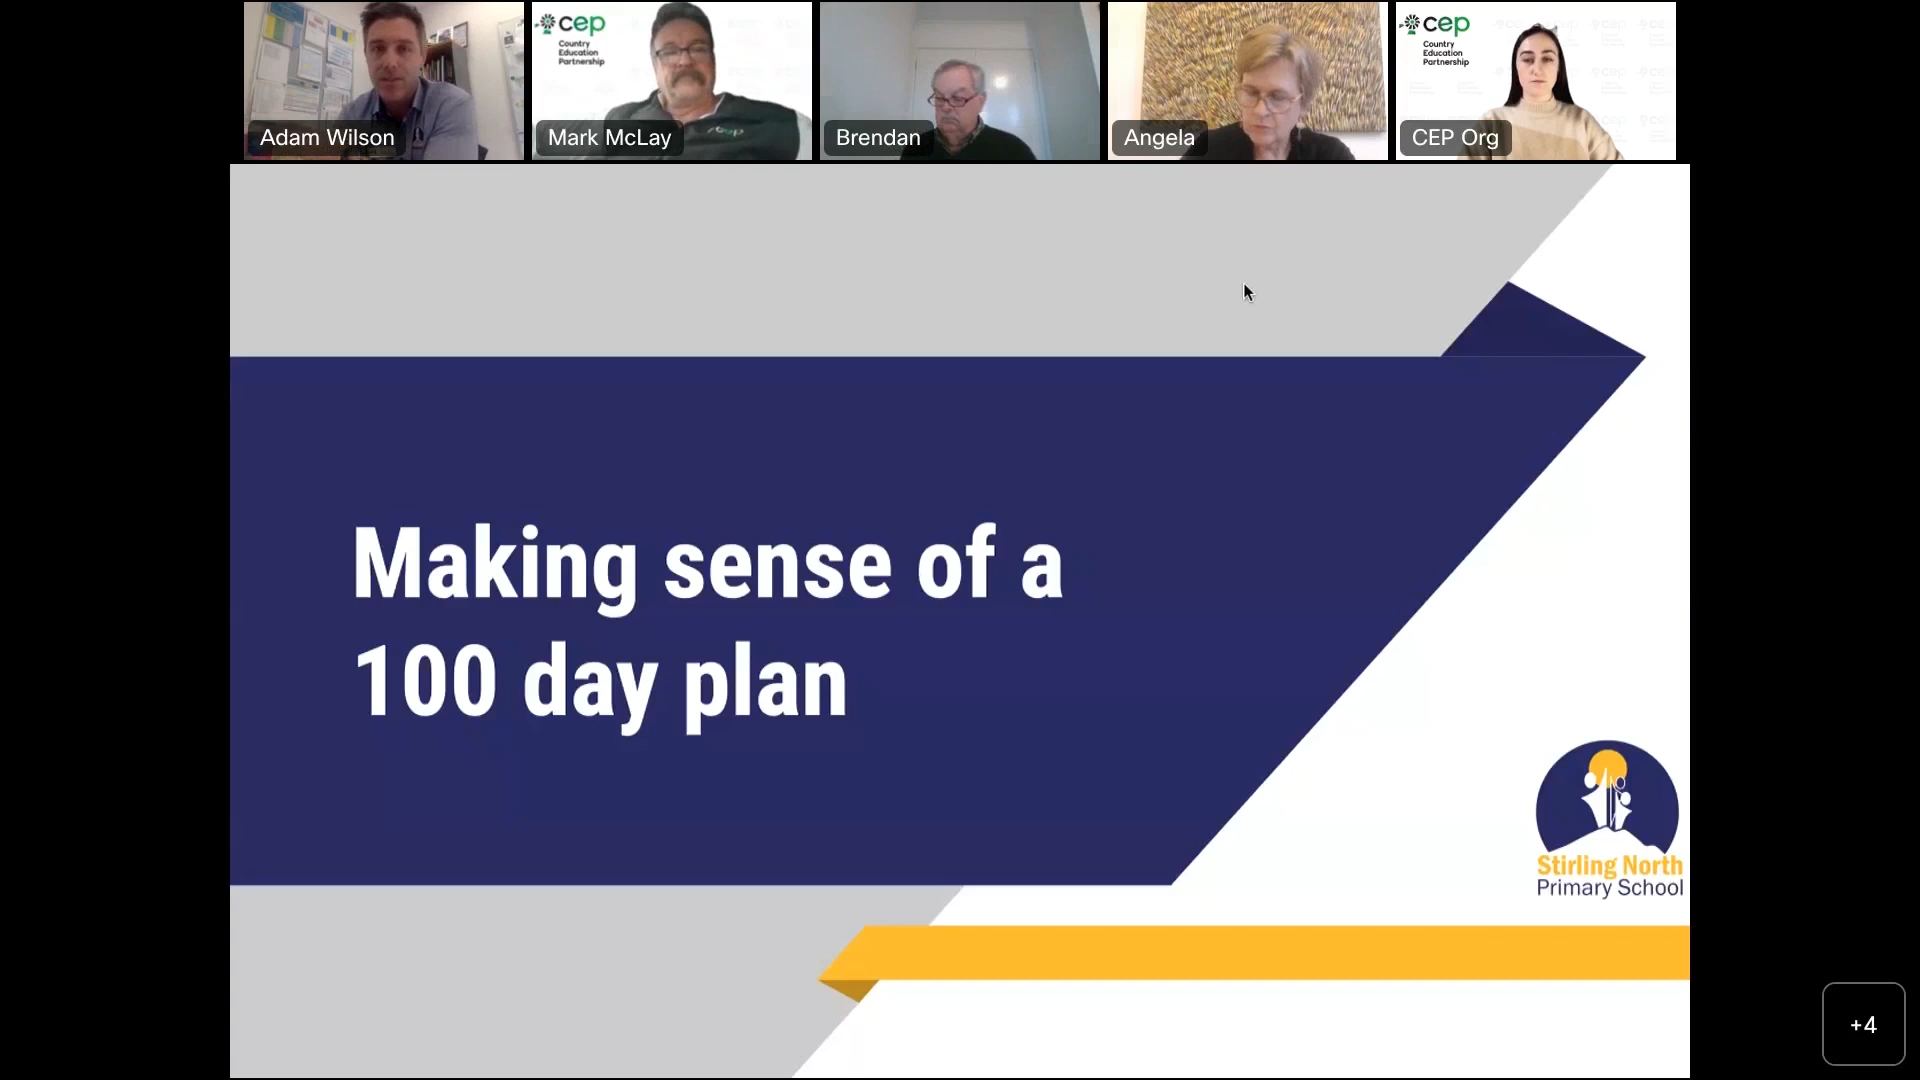 cep
Country
Education
Partnership
cep
Country
Education
Partnership
Adam Wilson
Mark McLay
Brendan
Angela
CEP Org
Making sense of a
100 day plan
Stirling North
Primary School
+4